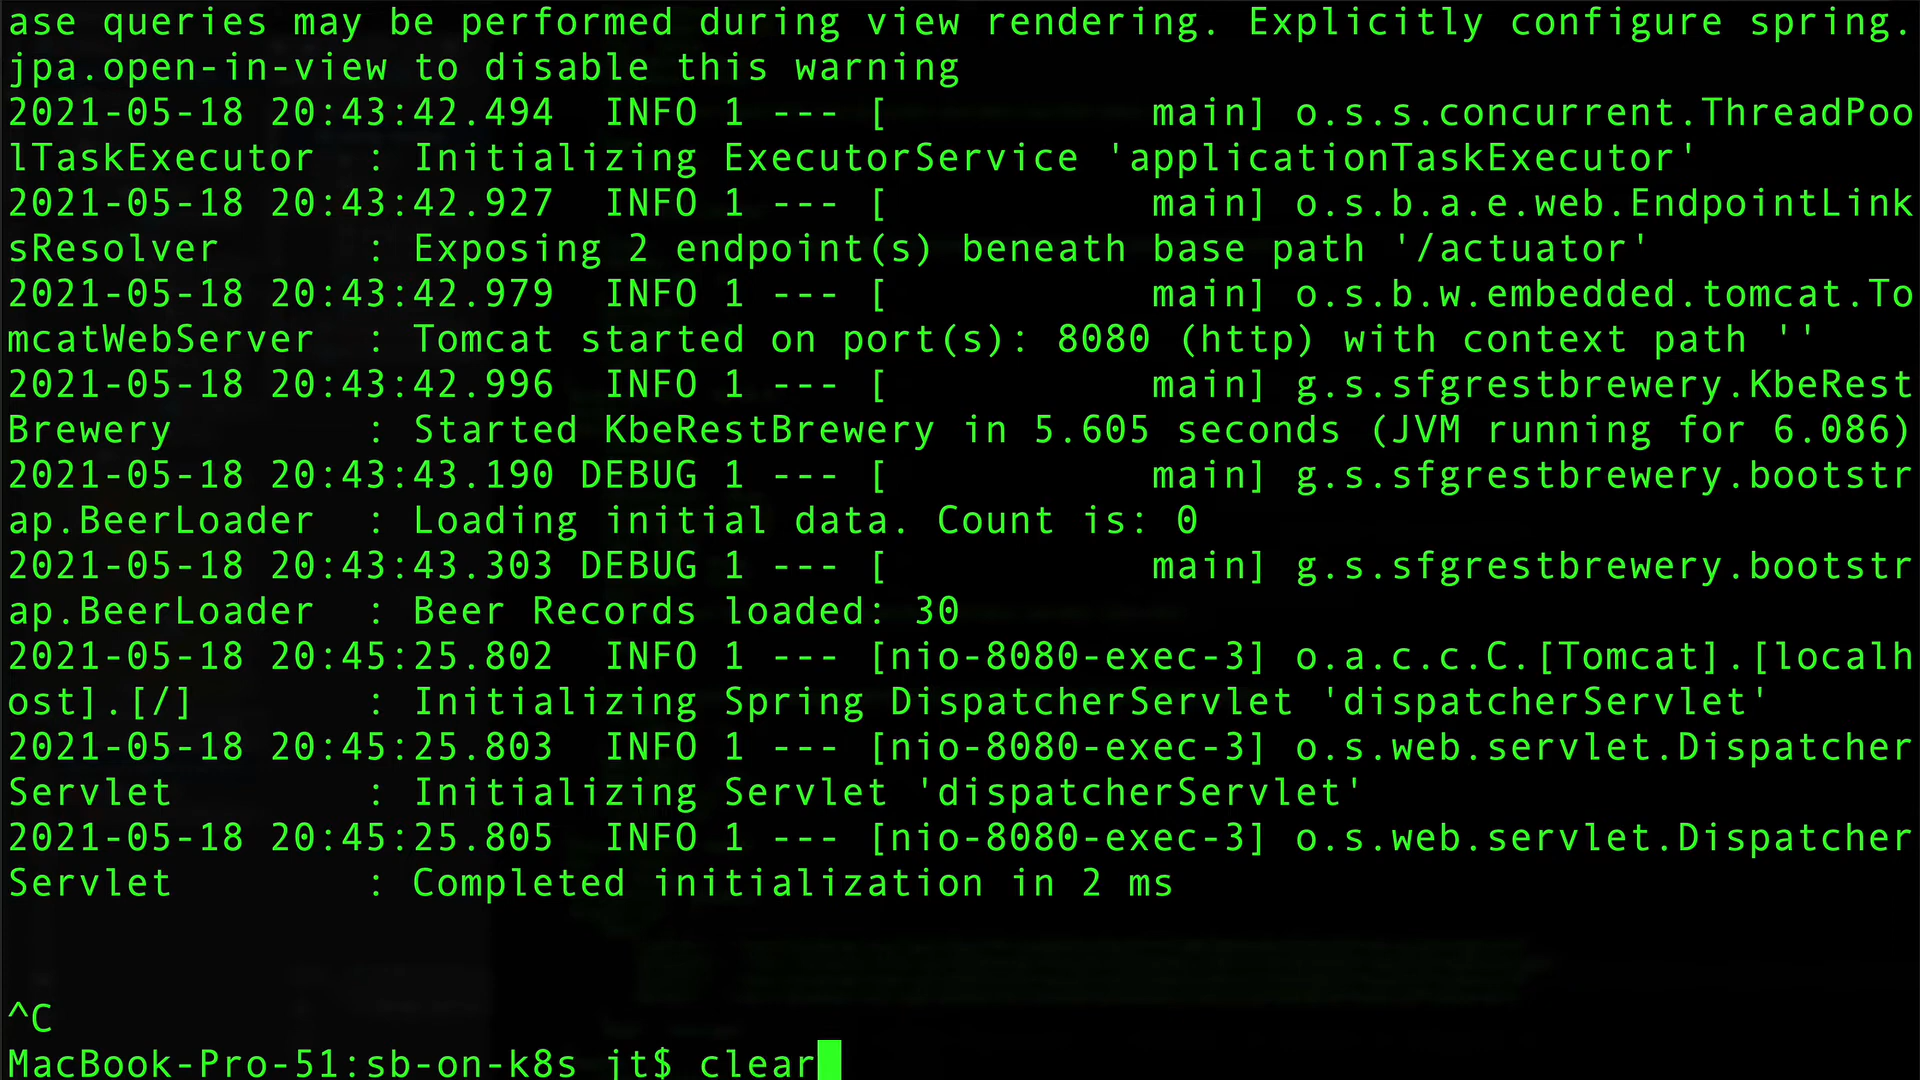 ase queries may be performed during view rendering. Explicitly configure spring.
jpa.open-in-view to disable this warning
2021-05-18 20:43:42.494  INFO 1 --- [           main] o.s.s.concurrent.ThreadPoo
lTaskExecutor  : Initializing ExecutorService 'applicationTaskExecutor'
2021-05-18 20:43:42.927  INFO 1 --- [           main] o.s.b.a.e.web.EndpointLink
sResolver      : Exposing 2 endpoint(s) beneath base path '/actuator'
2021-05-18 20:43:42.979  INFO 1 --- [           main] o.s.b.w.embedded.tomcat.To
mcatWebServer  : Tomcat started on port(s): 8080 (http) with context path ''
2021-05-18 20:43:42.996  INFO 1 --- [           main] g.s.sfgrestbrewery.KbeRest
Brewery        : Started KbeRestBrewery in 5.605 seconds (JVM running for 6.086)
2021-05-18 20:43:43.190 DEBUG 1 --- [           main] g.s.sfgrestbrewery.bootstr
ap.BeerLoader  : Loading initial data. Count is: 0
2021-05-18 20:43:43.303 DEBUG 1 --- [           main] g.s.sfgrestbrewery.bootstr
ap.BeerLoader  : Beer Records loaded: 30
2021-05-18 20:45:25.802  INFO 1 --- [nio-8080-exec-3] o.a.c.c.C.[Tomcat].[localh
ost].[/]       : Initializing Spring DispatcherServlet 'dispatcherServlet'
2021-05-18 20:45:25.803  INFO 1 --- [nio-8080-exec-3] o.s.web.servlet.Dispatcher
Servlet        : Initializing Servlet 'dispatcherServlet'
2021-05-18 20:45:25.805  INFO 1 --- [nio-8080-exec-3] o.s.web.servlet.Dispatcher
Servlet        : Completed initialization in 2 ms
^C
MacBook-Pro-51:sb-on-k8s jt$ clear